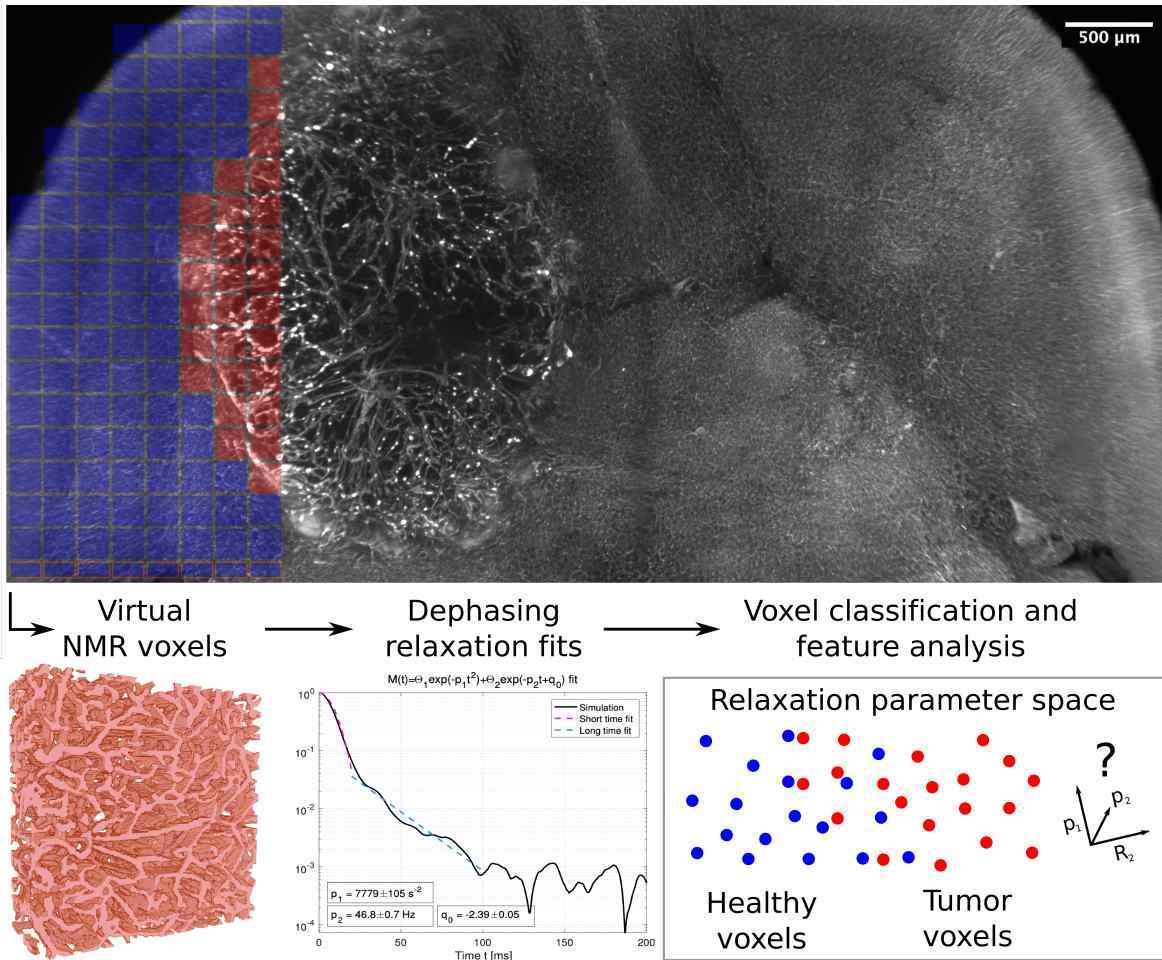 500 µm
Virtual
NMR voxels
Dephasing
relaxation fits
Voxel classification and
feature analysis
M(t)=Θ₁exp(-p₁t²)+Θ₂exp(-p₂t+q₀) fit
10⁰
10⁻¹
10⁻²
10⁻³
10⁻⁴
Simulation
Short time fit
Long time fit
p₁ = 7779±105 s⁻²
p₂ = 46.8±0.7 Hz
q₀ = -2.39±0.05
0
50
100
150
200
Time t [ms]
Relaxation parameter space
?
p₁
p₂
R₂
Healthy
voxels
Tumor
voxels